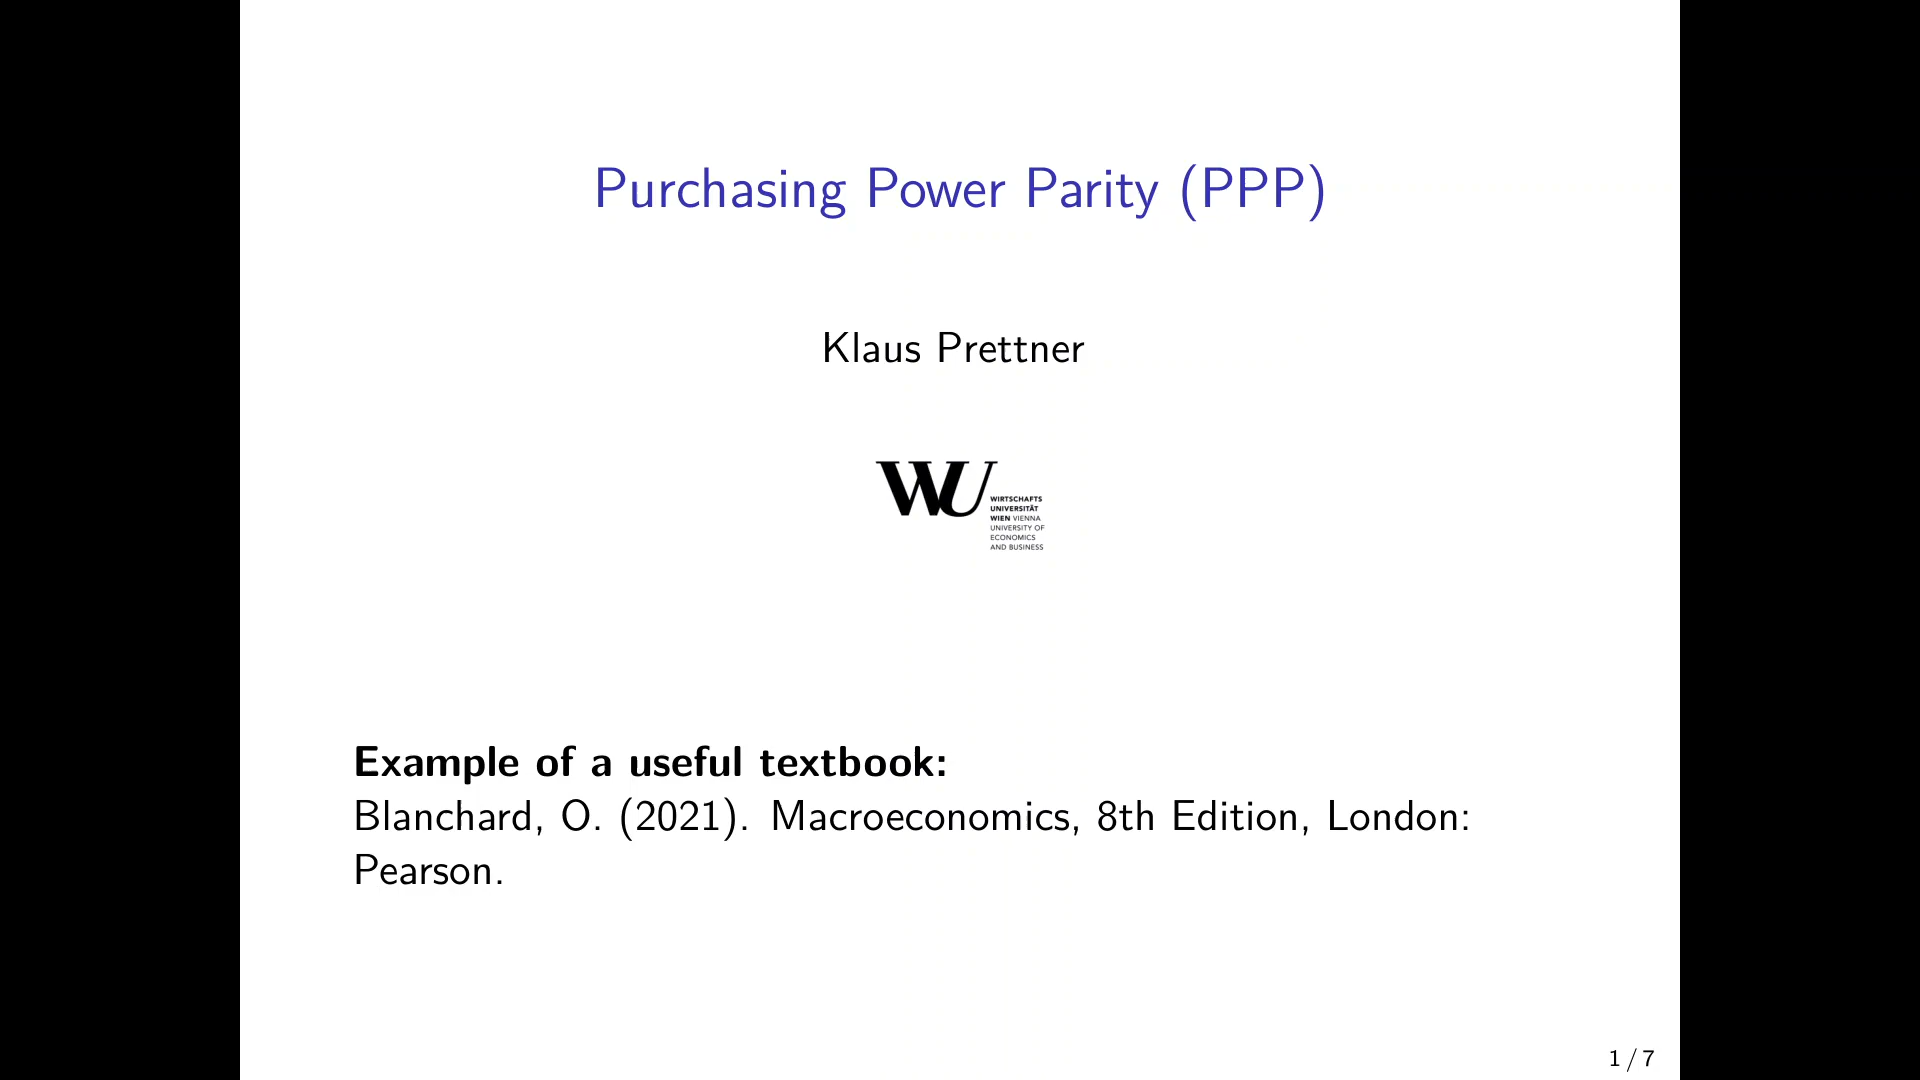 Purchasing Power Parity (PPP)
Klaus Prettner
WU
WIRTSCHAFTS
UNIVERSITÄT
WIEN VIENNA
UNIVERSITY OF
ECONOMICS
AND BUSINESS
Example of a useful textbook:
Blanchard, O. (2021). Macroeconomics, 8th Edition, London:
Pearson.
1 / 7